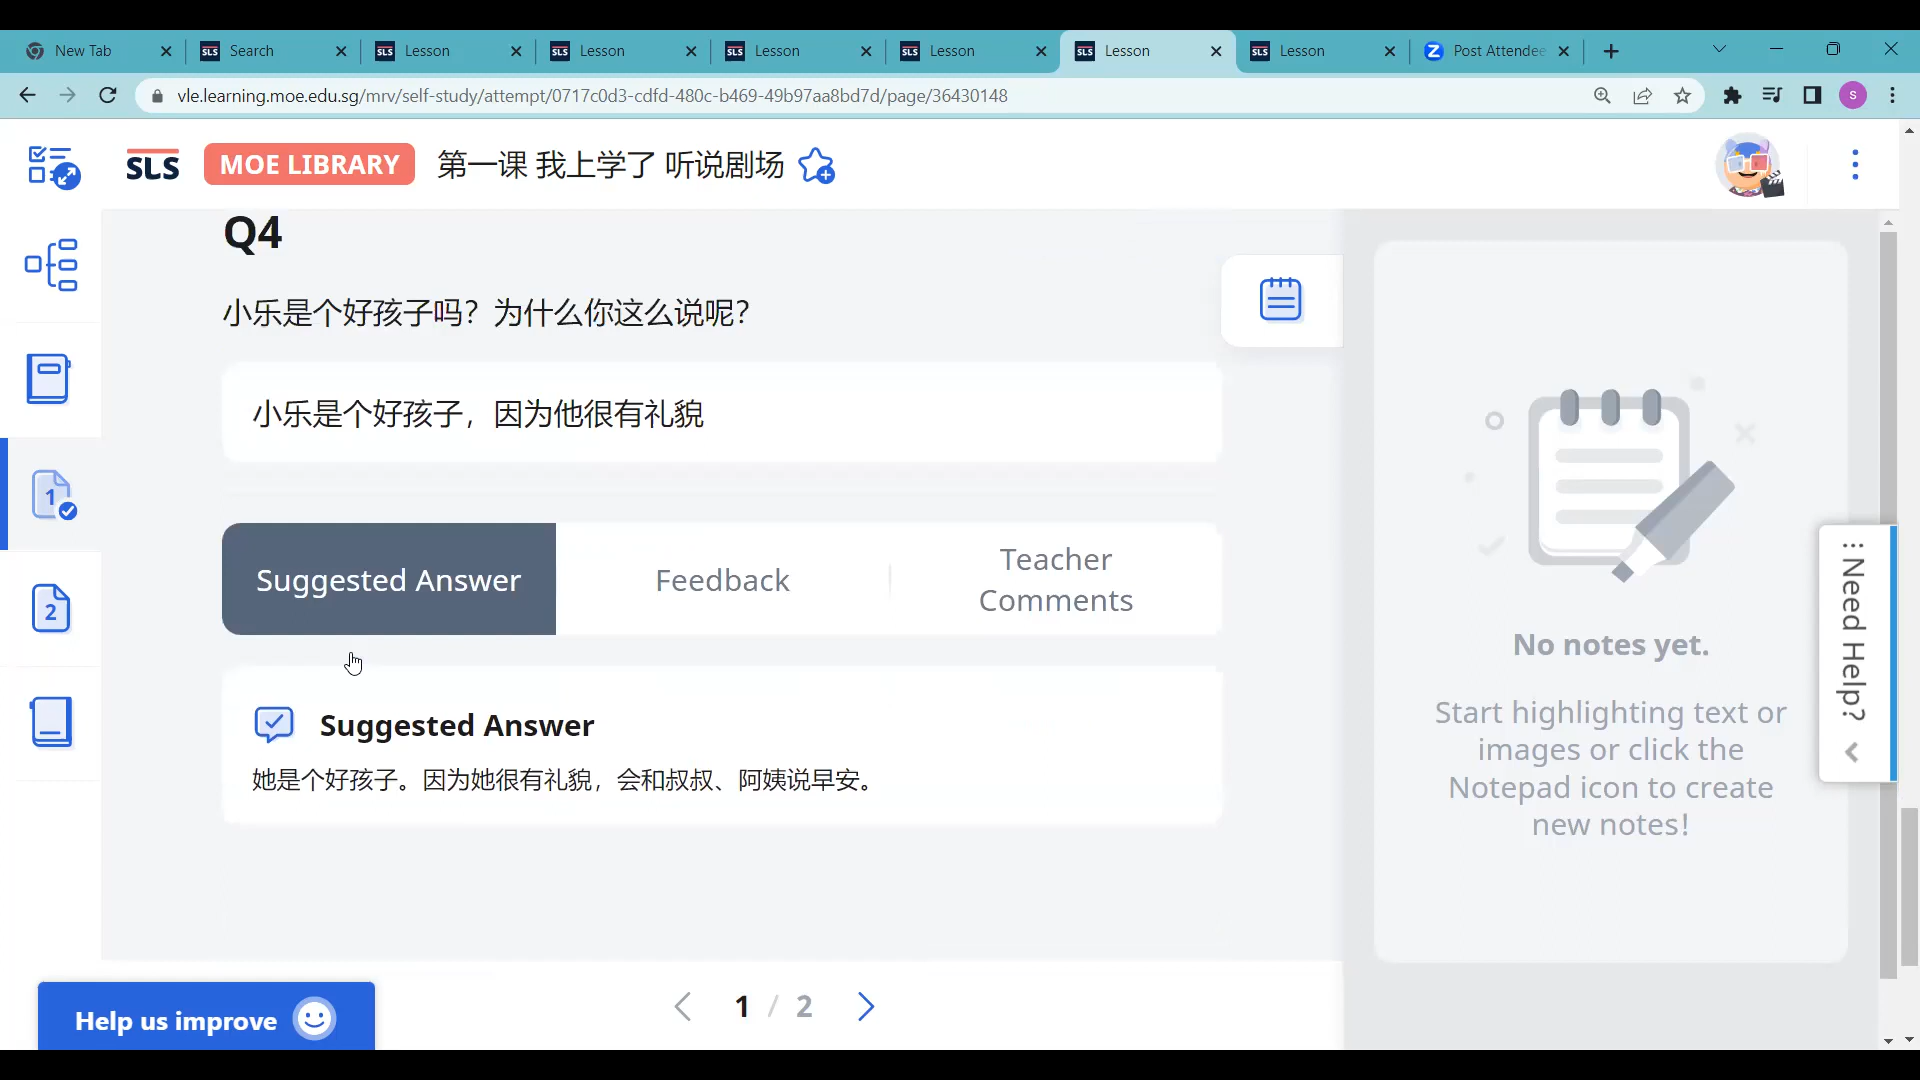 New Tab
Search
Lesson
Lesson
Lesson
Lesson
Lesson
Lesson
Post Attendee
vle.learning.moe.edu.sg/mrv/self-study/attempt/0717c0d3-cdfd-480c-b469-49b97aa8bd7d/page/36430148
S
SLS
MOE LIBRARY
第一课 我上学了 听说剧场
Q4
小乐是个好孩子吗？为什么你这么说呢？
小乐是个好孩子，因为他很有礼貌
1
2
Suggested Answer
Feedback
Teacher
Comments
Suggested Answer
她是个好孩子。因为她很有礼貌，会和叔叔、阿姨说早安。
No notes yet.
Start highlighting text or
images or click the
Notepad icon to create
new notes!
Need Help?
Help us improve
1 / 2